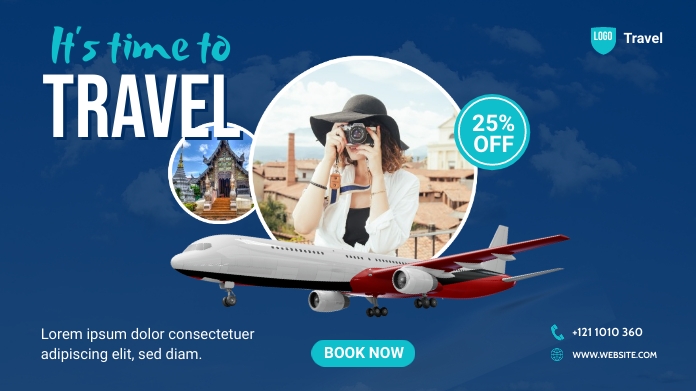 It's time to
TRAVEL
LOGO
Travel
25%
OFF
Lorem ipsum dolor consectetuer
adipiscing elit, sed diam.
BOOK NOW
+121 1010 360
WWW.WEBSITE.COM